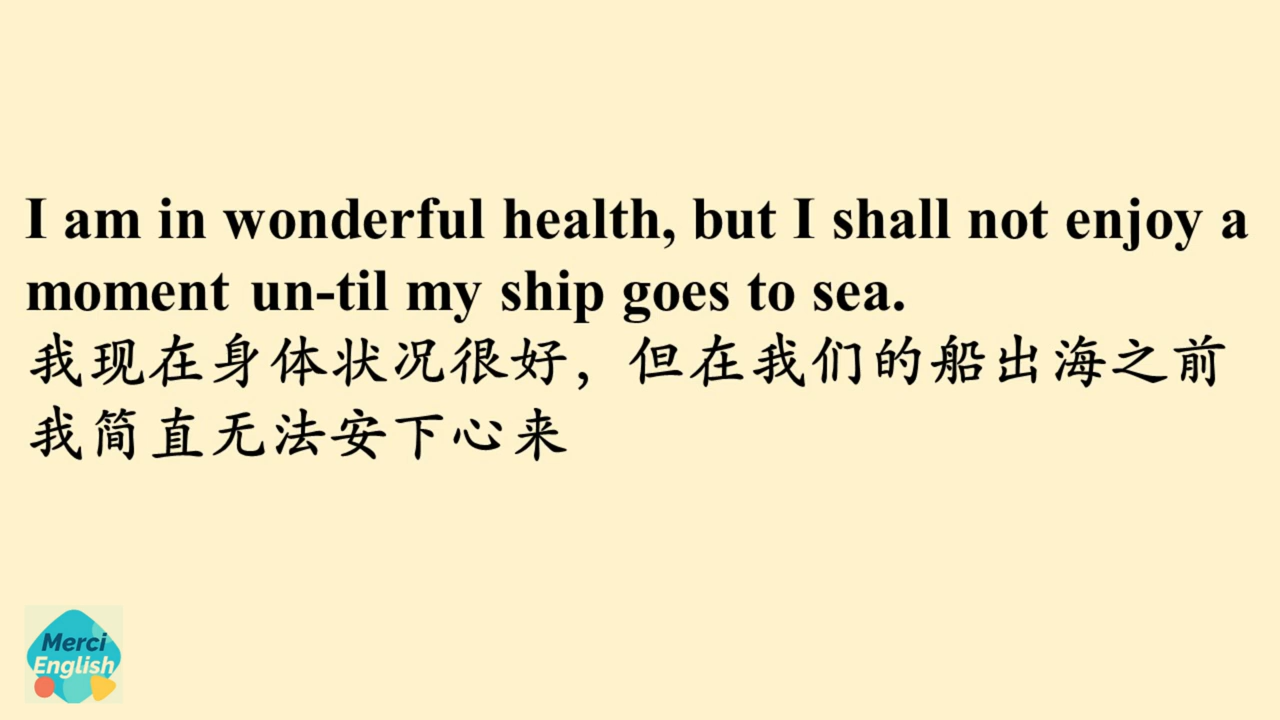 I am in wonderful health, but I shall not enjoy a
moment un-til my ship goes to sea.
我现在身体状况很好，但在我们的船出海之前
我简直无法安下心来
Merci
English